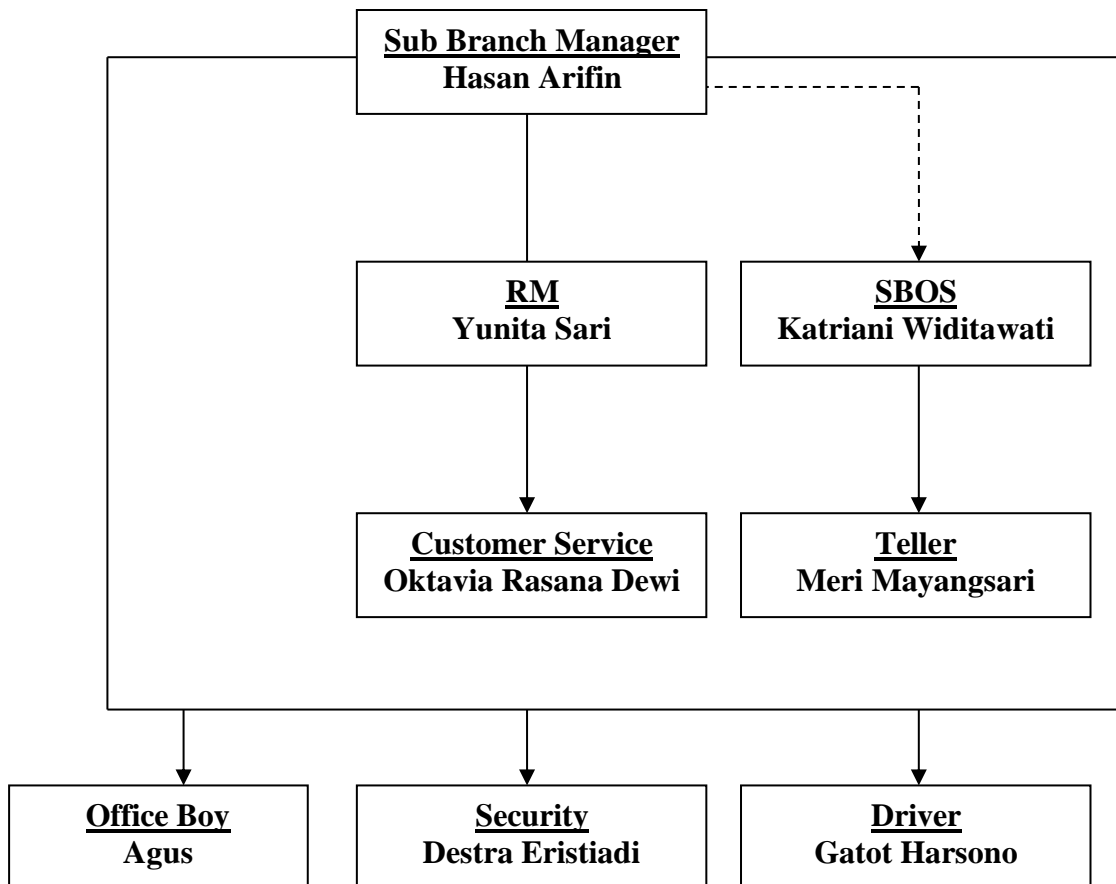 Sub Branch Manager
Hasan Arifin
RM
Yunita Sari
SBOS
Katriani Widitawati
Customer Service
Oktavia Rasana Dewi
Teller
Meri Mayangsari
Office Boy
Agus
Security
Destra Eristiadi
Driver
Gatot Harsono